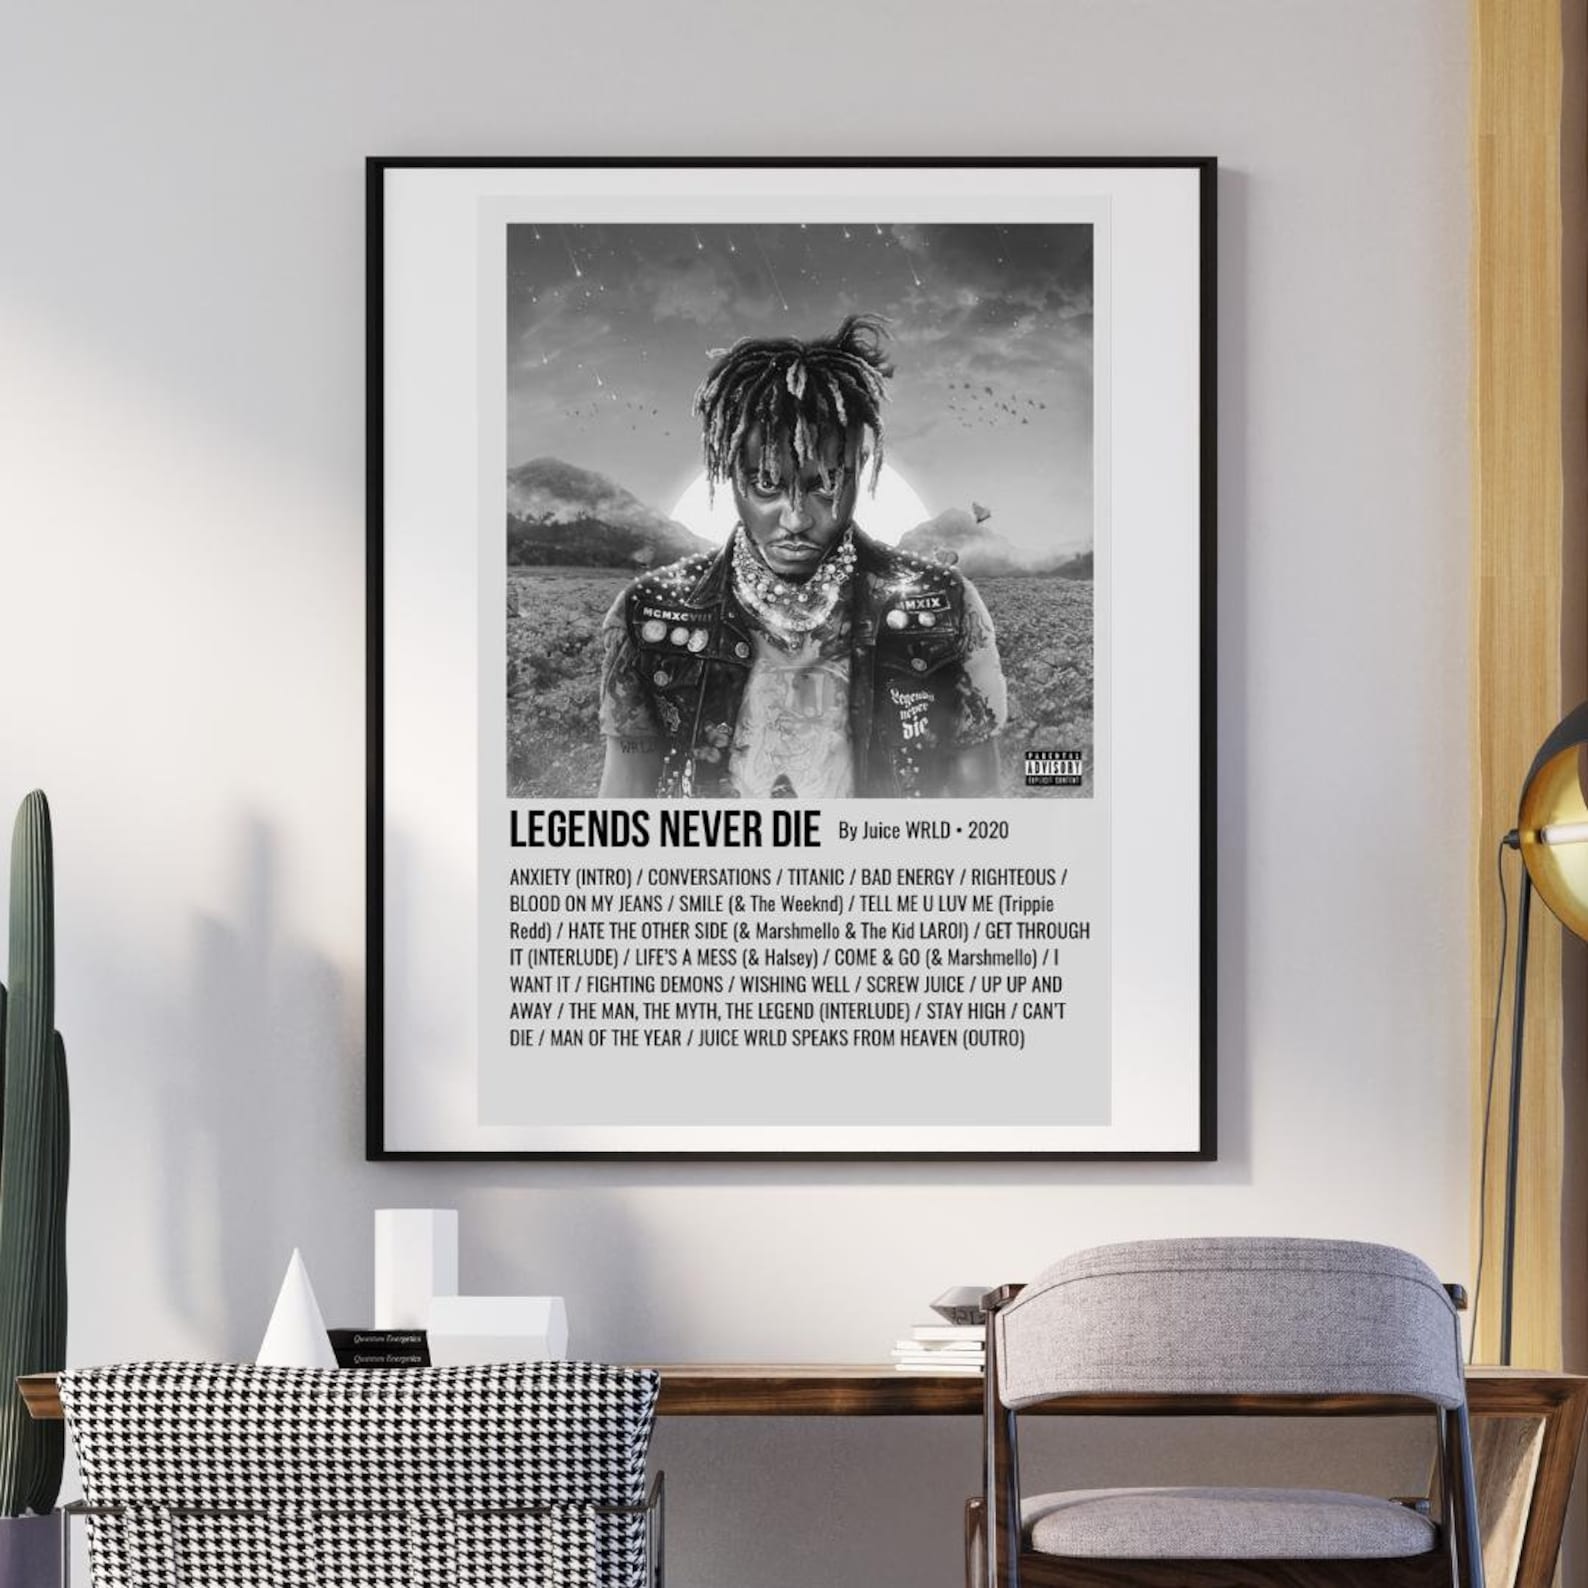 MCMXCVIII
MMXIX
Legends
never
die
WRLD
PARENTAL
ADVISORY
EXPLICIT CONTENT
LEGENDS NEVER DIE By Juice WRLD • 2020
ANXIETY (INTRO) / CONVERSATIONS / TITANIC / BAD ENERGY / RIGHTEOUS /
BLOOD ON MY JEANS / SMILE (& The Weeknd) / TELL ME U LUV ME (Trippie
Redd) / HATE THE OTHER SIDE (& Marshmello & The Kid LAROI) / GET THROUGH
IT (INTERLUDE) / LIFE'S A MESS (& Halsey) / COME & GO (& Marshmello) / I
WANT IT / FIGHTING DEMONS / WISHING WELL / SCREW JUICE / UP UP AND
AWAY / THE MAN, THE MYTH, THE LEGEND (INTERLUDE) / STAY HIGH / CAN'T
DIE / MAN OF THE YEAR / JUICE WRLD SPEAKS FROM HEAVEN (OUTRO)
Quantum Energetics
Quantum Energetics